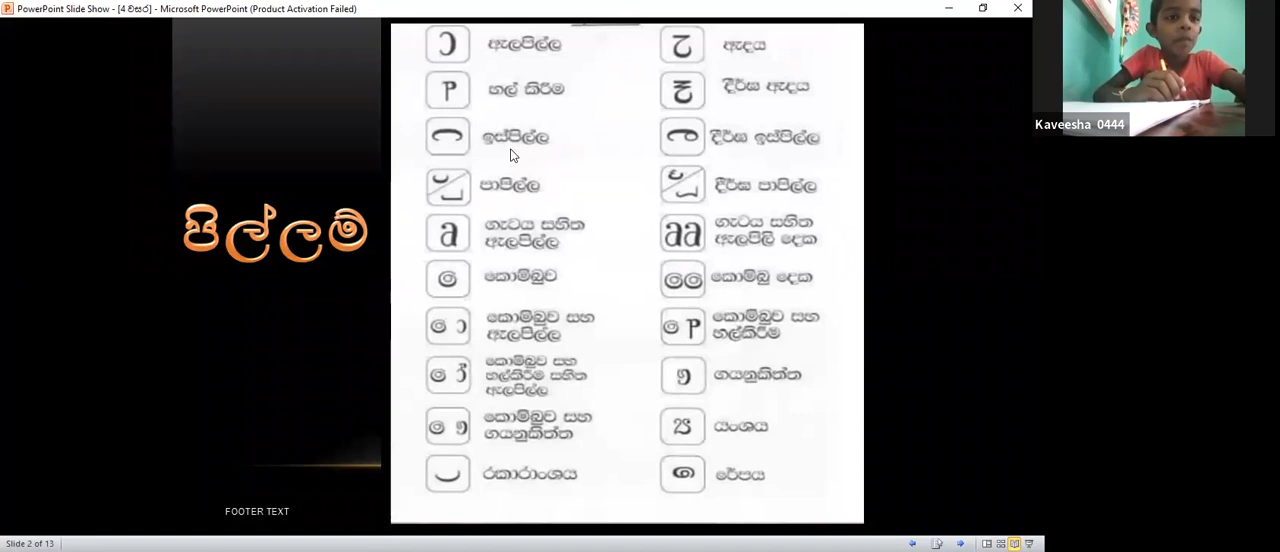 PowerPoint Slide Show - [4 වසර] - Microsoft PowerPoint (Product Activation Failed)
Kaveesha 0444
පිල්ලම්
ා ඇලපිල්ල
ැ ඇදය
් හල් කිරිම
ෑ දීර්ඝ ඇදය
ි ඉස්පිල්ල
ී දීර්ඝ ඉස්පිල්ල
ු පාපිල්ල
ූ දීර්ඝ පාපිල්ල
ෘ ගැටය සහිත
ඇලපිල්ල
ෲ ගැටය සහිත
ඇලපිලි දෙක
ෙ කොම්බුව
ෛ කොම්බු දෙක
ො කොම්බුව සහ
ඇලපිල්ල
ේ කොම්බුව සහ
හල්කිරීම
ෝ කොම්බුව සහ
හල්කිරීම සහිත
ඇලපිල්ල
ෟ ගයනුකිත්ත
ෞ කොම්බුව සහ
ගයනුකිත්ත
්‍ය යංශය
්‍ර රකාරාංශය
ර්‍ රේපය
FOOTER TEXT
Slide 2 of 13